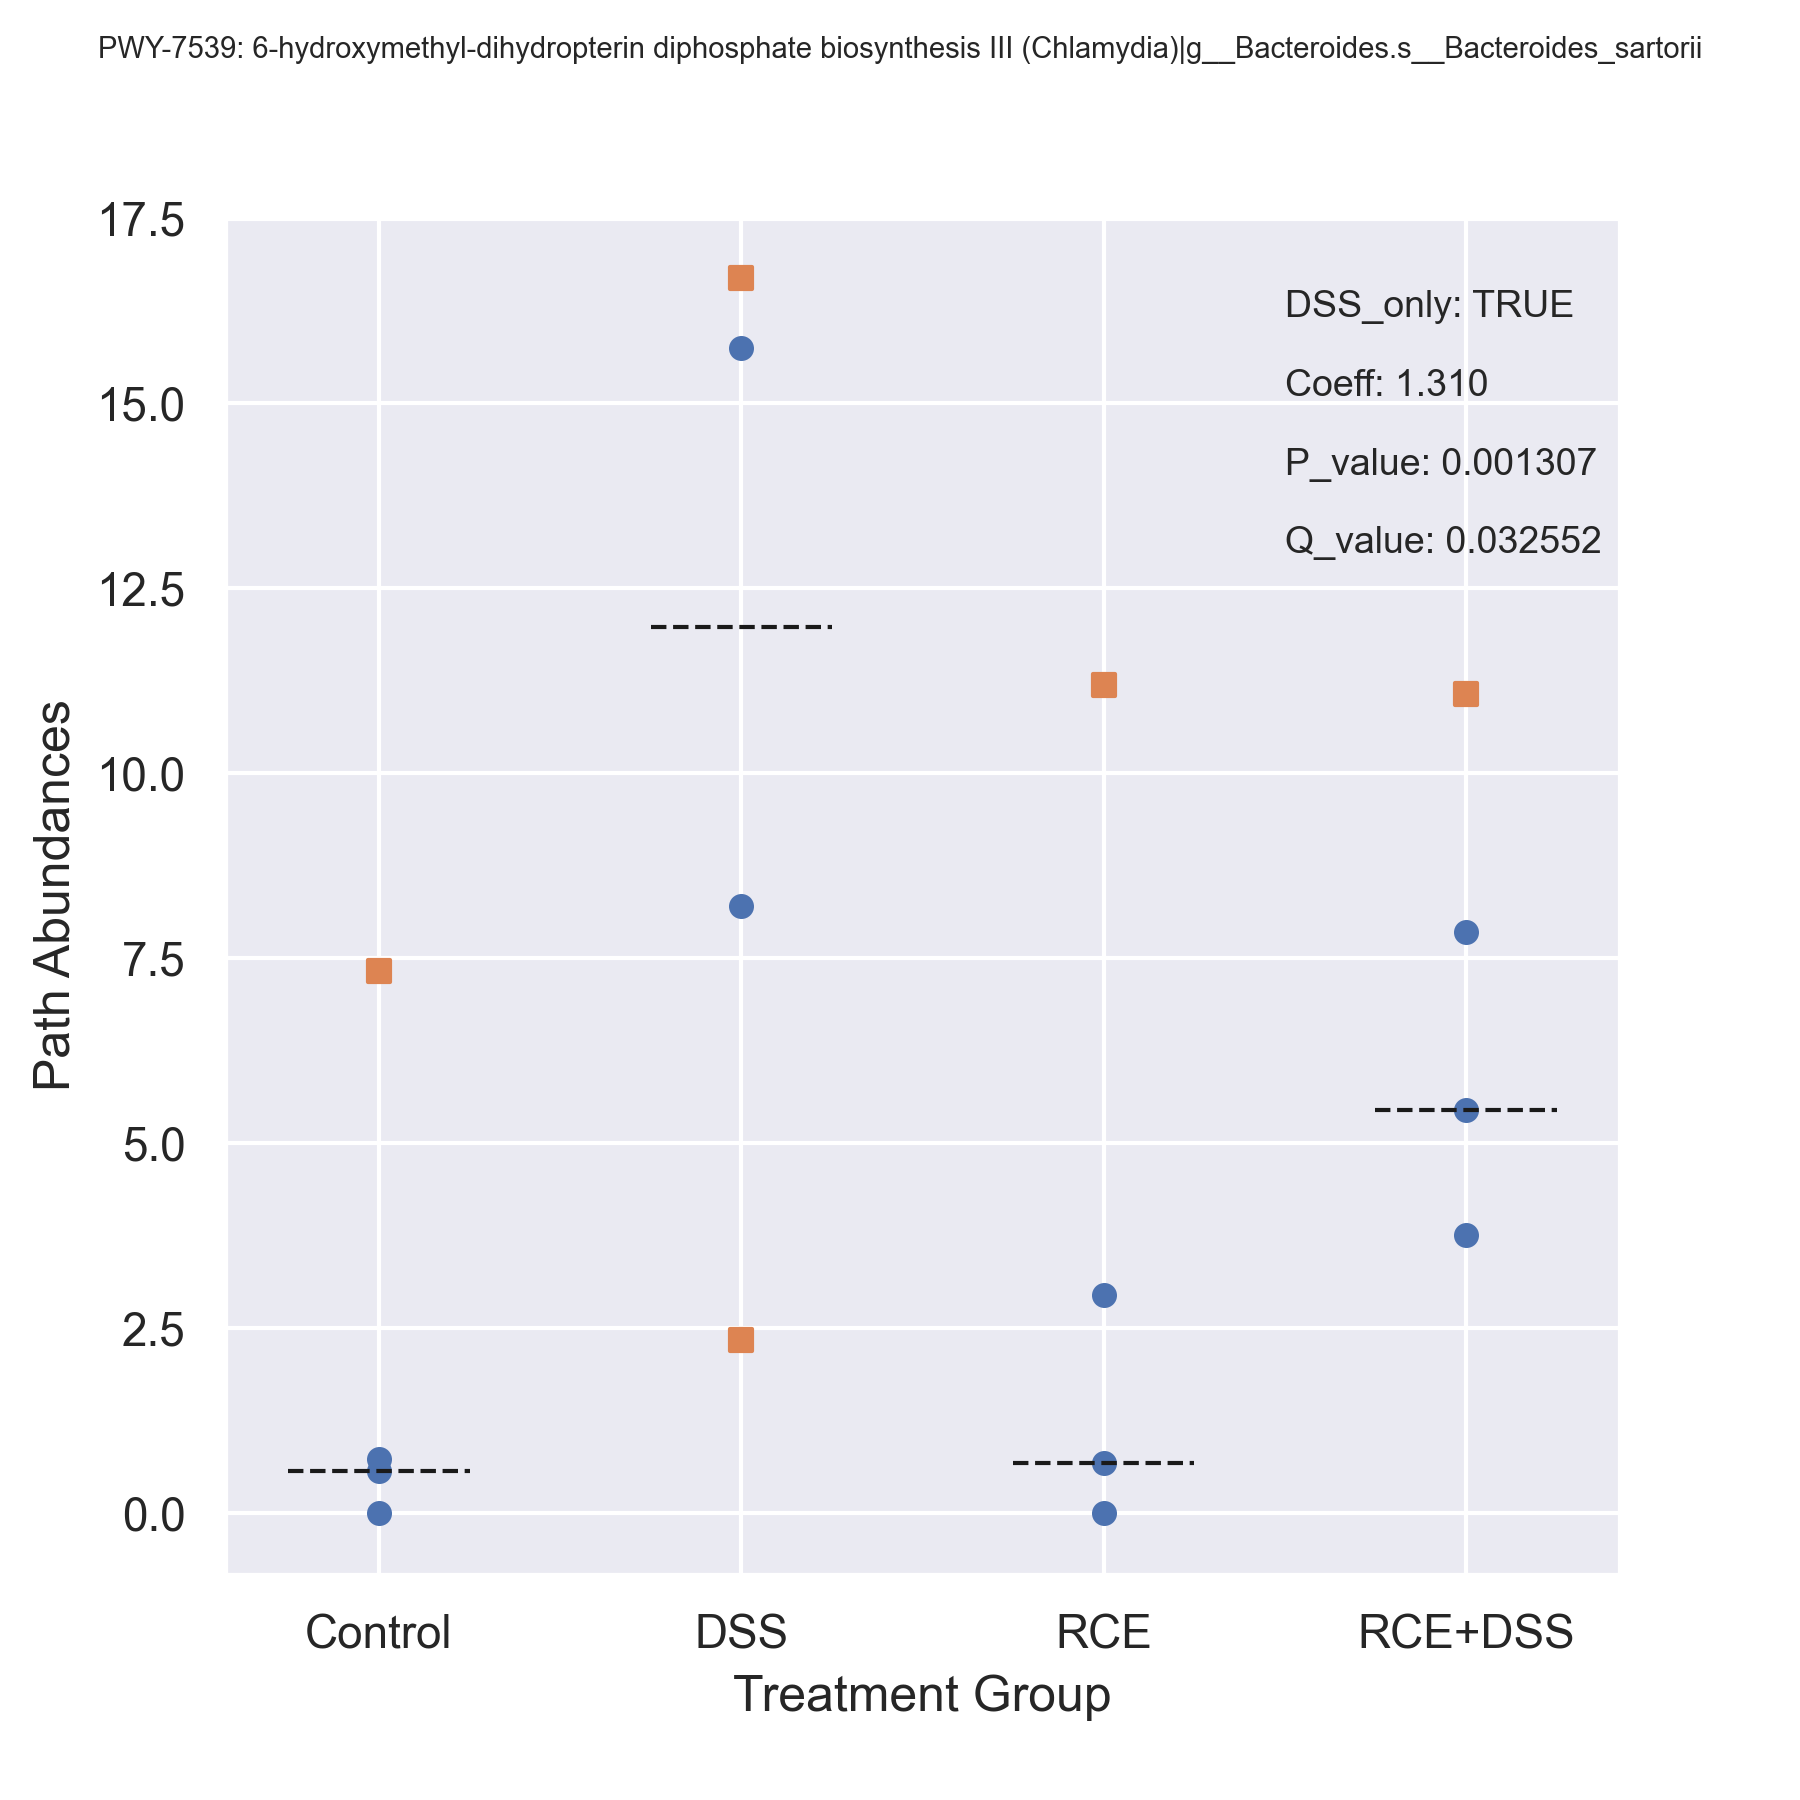 PWY-7539: 6-hydroxymethyl-dihydropterin diphosphate biosynthesis III (Chlamydia)|g__Bacteroides.s__Bacteroides_sartorii
17.5
15.0
12.5
10.0
7.5
5.0
2.5
0.0
Path Abundances
DSS_only: TRUE
Coeff: 1.310
P_value: 0.001307
Q_value: 0.032552
Control DSS RCE RCE+DSS
Treatment Group